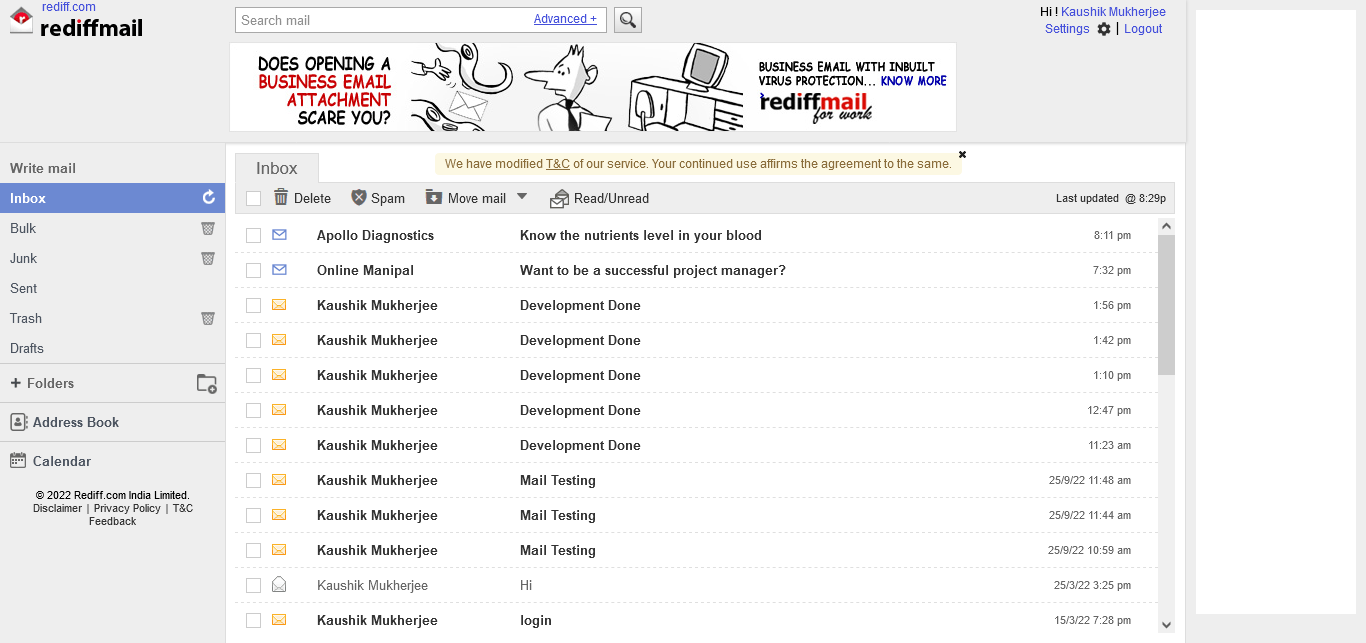 rediff.com
rediffmail
Search mail
Advanced +
Hi ! Kaushik Mukherjee
Settings | Logout
DOES OPENING A
BUSINESS EMAIL
ATTACHMENT
SCARE YOU?
BUSINESS EMAIL WITH INBUILT
VIRUS PROTECTION... KNOW MORE
rediffmail
for work
Write mail
Inbox
Bulk
Junk
Sent
Trash
Drafts
+ Folders
Address Book
Calendar
© 2022 Rediff.com India Limited.
Disclaimer | Privacy Policy | T&C
Feedback
Inbox
We have modified T&C of our service. Your continued use affirms the agreement to the same.
Delete Spam Move mail Read/Unread Last updated @ 8:29p
Apollo Diagnostics Know the nutrients level in your blood 8:11 pm
Online Manipal Want to be a successful project manager? 7:32 pm
Kaushik Mukherjee Development Done 1:56 pm
Kaushik Mukherjee Development Done 1:42 pm
Kaushik Mukherjee Development Done 1:10 pm
Kaushik Mukherjee Development Done 12:47 pm
Kaushik Mukherjee Development Done 11:23 am
Kaushik Mukherjee Mail Testing 25/9/22 11:48 am
Kaushik Mukherjee Mail Testing 25/9/22 11:44 am
Kaushik Mukherjee Mail Testing 25/9/22 10:59 am
Kaushik Mukherjee Hi 25/3/22 3:25 pm
Kaushik Mukherjee login 15/3/22 7:28 pm